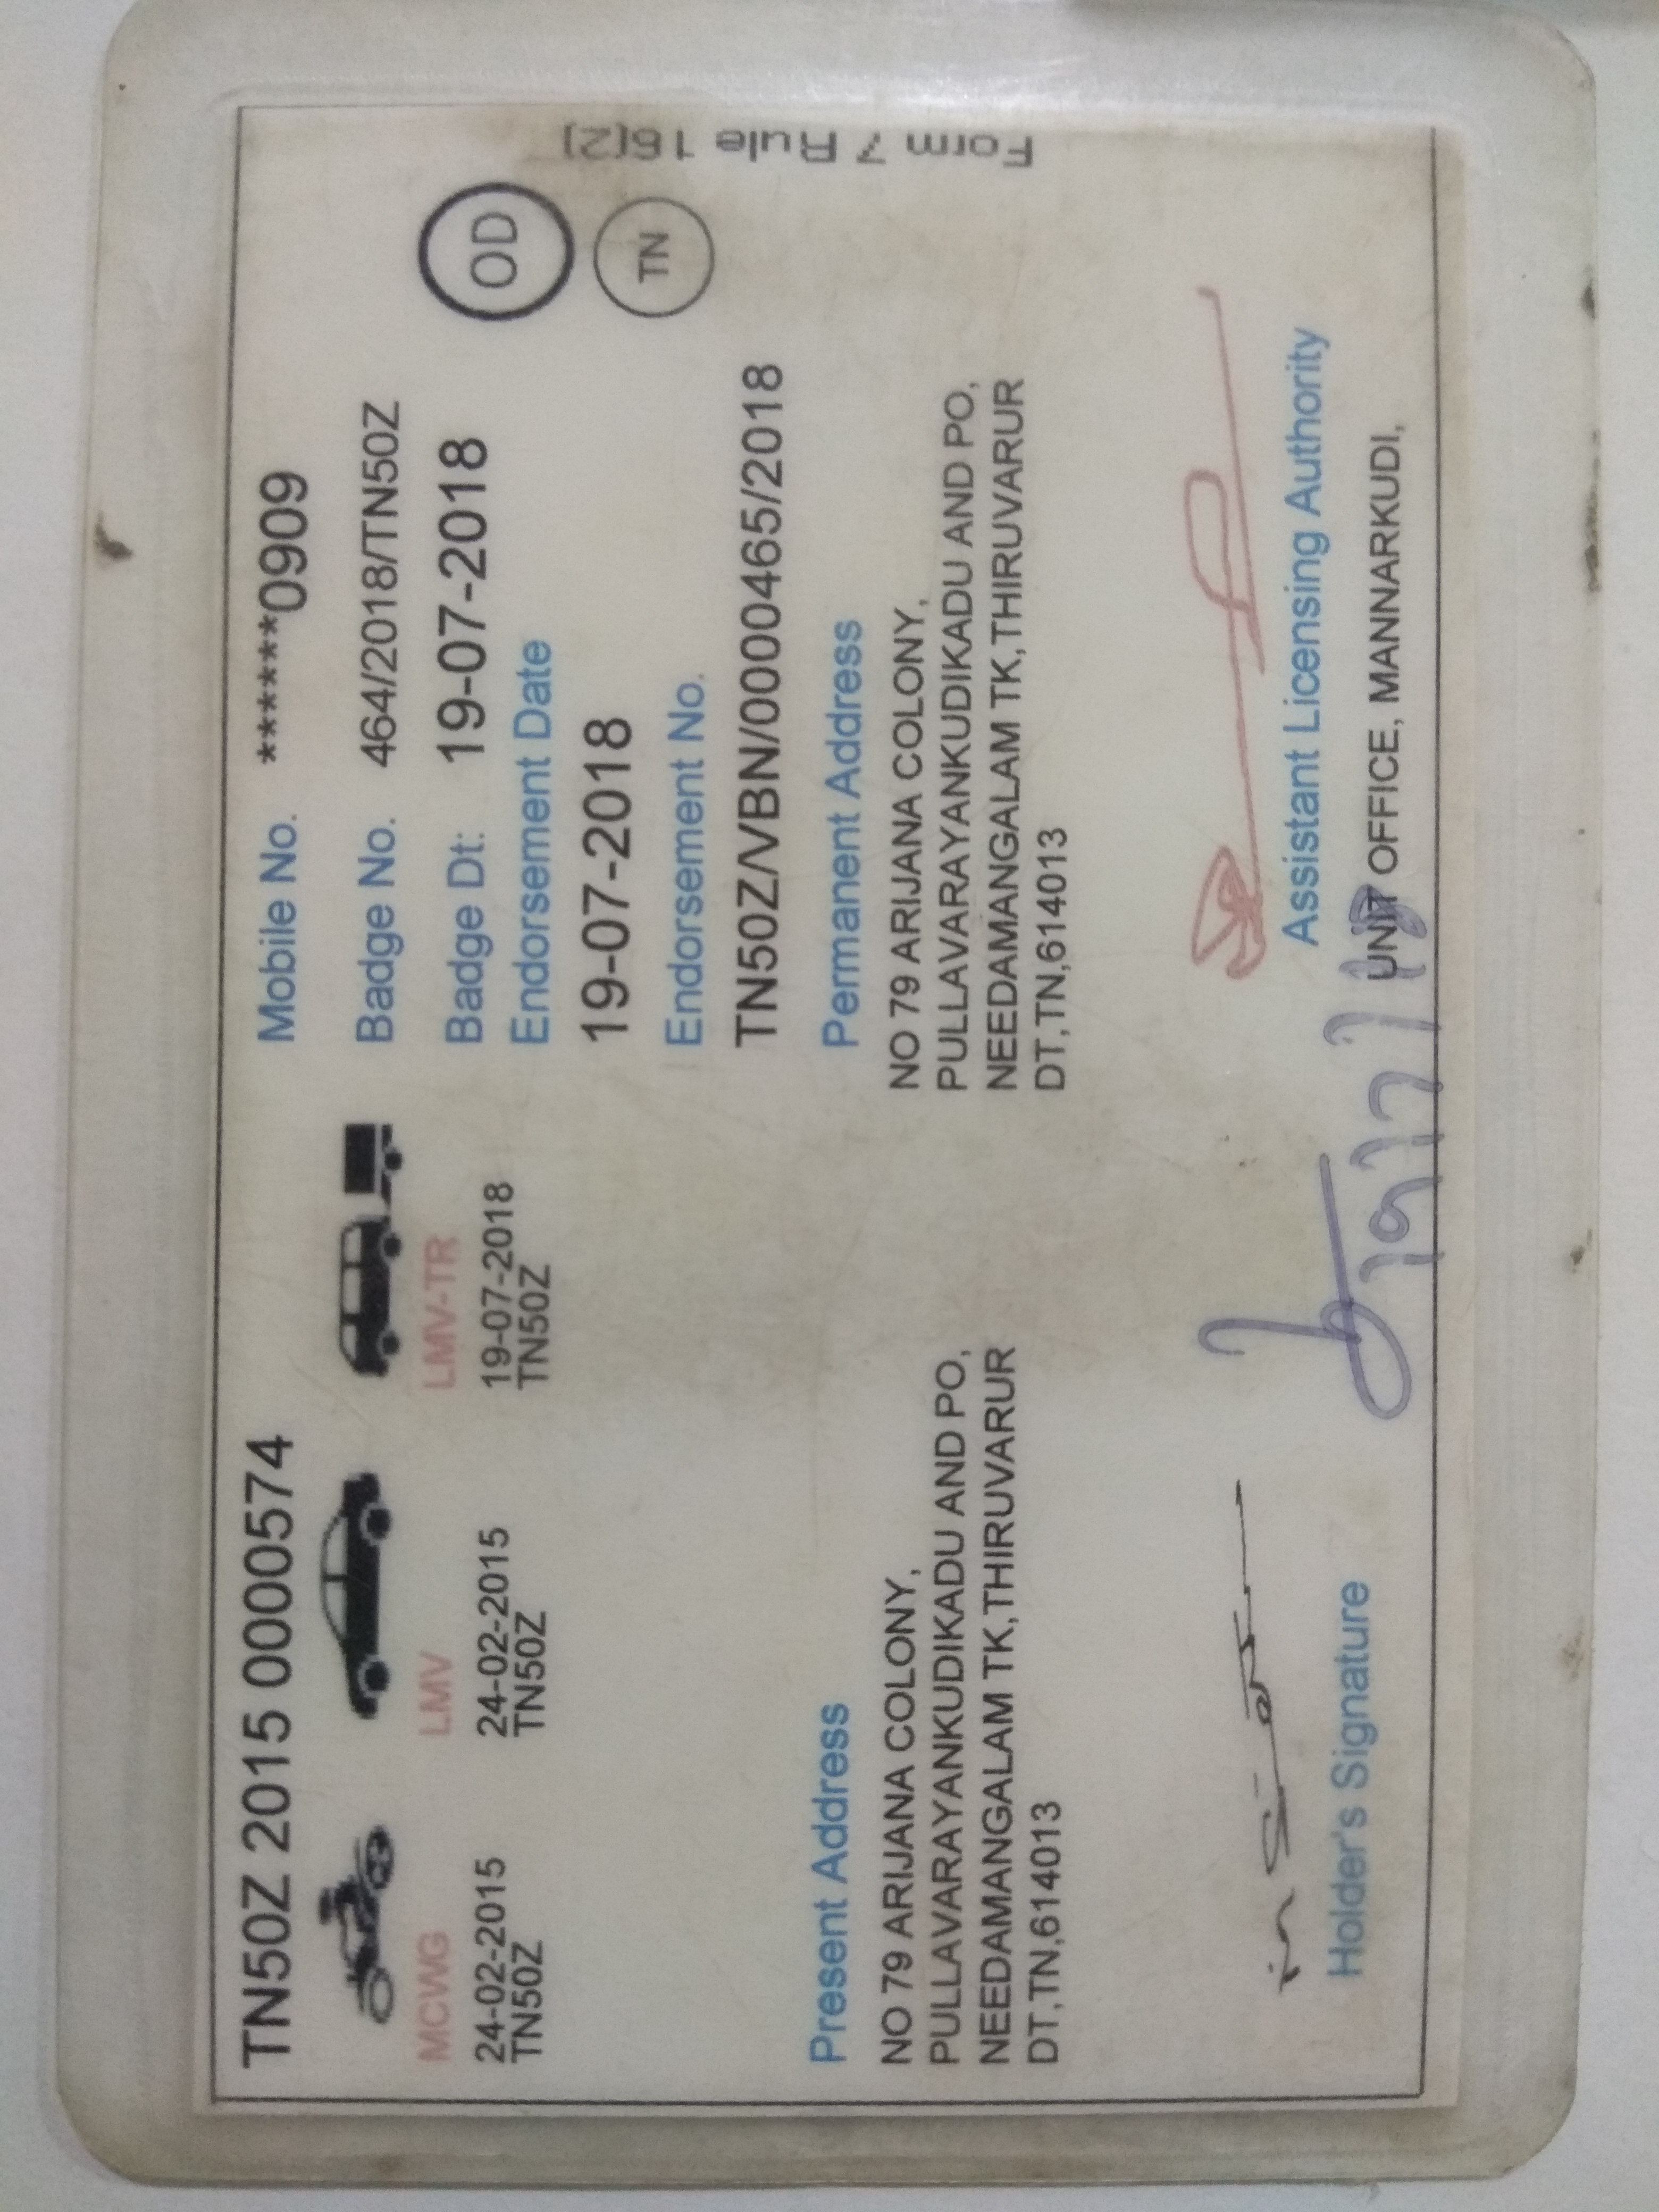 TN50Z 2015 0000574
MCWG
24-02-2015
TN50Z
LMV
24-02-2015
TN50Z
LMV-TR
19-07-2018
TN50Z
Mobile No. ******0909
Badge No. 464/2018/TN50Z
Badge Dt. 19-07-2018
Endorsement Date
19-07-2018
Endorsement No.
TN50Z/VBN/0000465/2018
OD
TN
Form 7 Rule 16(2)
Present Address
NO 79 ARIJANA COLONY,
PULLAVARAYANKUDIKADU AND PO,
NEEDAMANGALAM TK,THIRUVARUR
DT,TN,614013
Permanent Address
NO 79 ARIJANA COLONY,
PULLAVARAYANKUDIKADU AND PO,
NEEDAMANGALAM TK,THIRUVARUR
DT,TN,614013
Holder's Signature
Assistant Licensing Authority
UNIT OFFICE, MANNARKUDI,